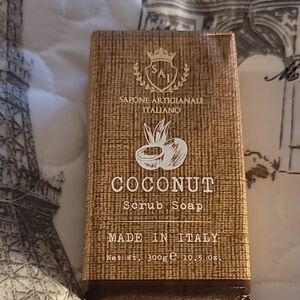 S.A.I.
SAPONE ARTIGIANALE
ITALIANO
COCONUT
Scrub Soap
MADE IN ITALY
Net wt. 300g ℮ 10.5 Oz.